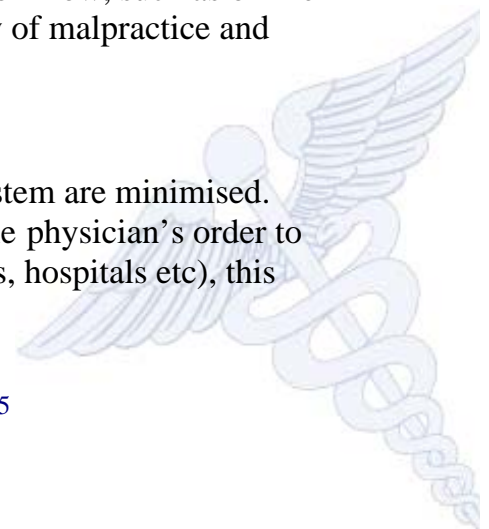 y of malpractice and
stem are minimised.
e physician's order to
s, hospitals etc), this
5